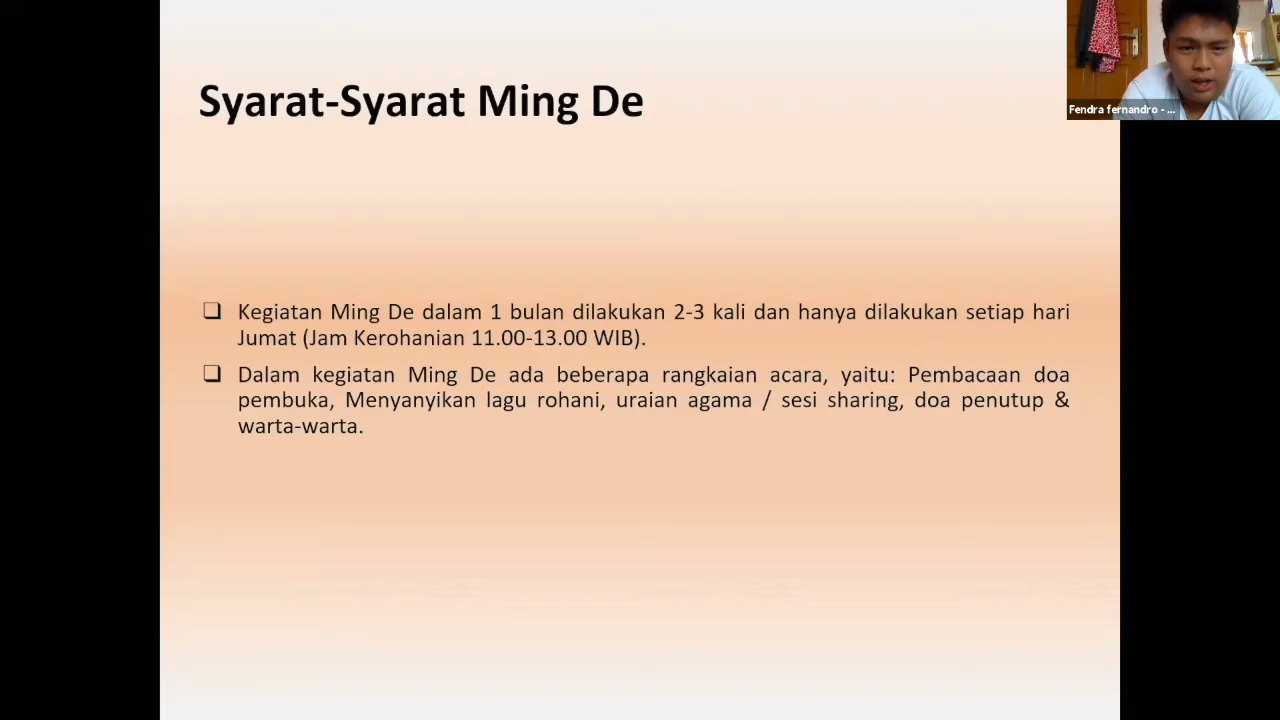 Syarat-Syarat Ming De
Fendra fernandro - ...
❑ Kegiatan Ming De dalam 1 bulan dilakukan 2-3 kali dan hanya dilakukan setiap hari
Jumat (Jam Kerohanian 11.00-13.00 WIB).
❑ Dalam kegiatan Ming De ada beberapa rangkaian acara, yaitu: Pembacaan doa
pembuka, Menyanyikan lagu rohani, uraian agama / sesi sharing, doa penutup &
warta-warta.